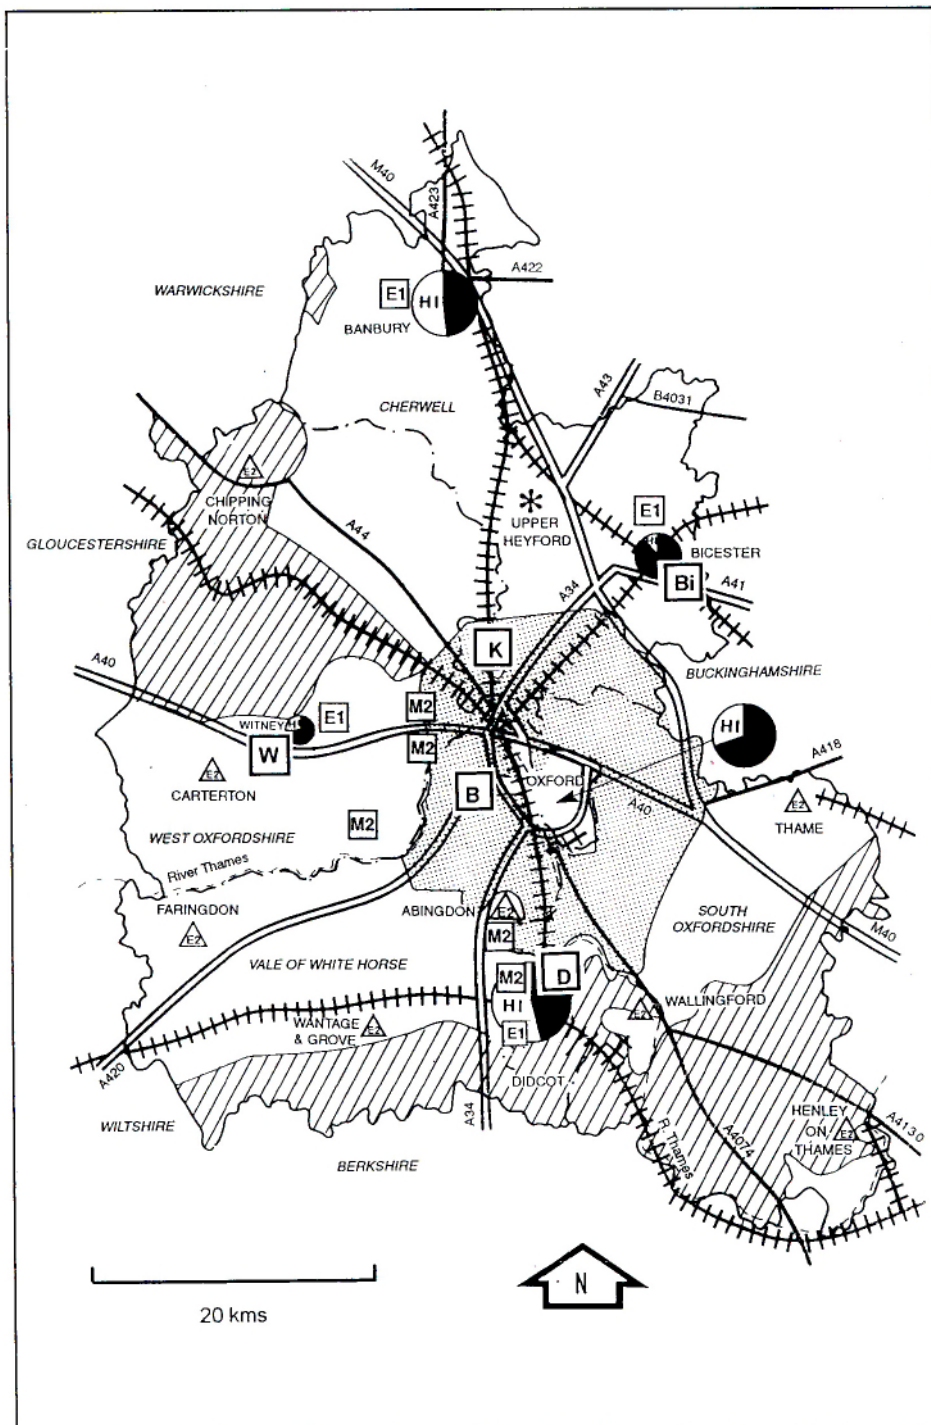 M40
A423
A422
WARWICKSHIRE
E1
HI
BANBURY
A43
B4031
CHERWELL
E2
CHIPPING
NORTON
A44
UPPER
HEYFORD
E1
GLOUCESTERSHIRE
BICESTER
Bi
A34
A41
K
A40
BUCKINGHAMSHIRE
M2
WITNEY
E1
HI
W
M2
A418
OXFORD
E2
CARTERTON
B
A40
E2
THAME
M2
WEST OXFORDSHIRE
River Thames
FARINGDON
ABINGDON
E2
SOUTH
OXFORDSHIRE
E2
M2
M40
VALE OF WHITE HORSE
M2
D
HI
WALLINGFORD
E2
WANTAGE
& GROVE
E2
E1
A420
DIDCOT
HENLEY
ON
THAMES
E2
A4130
WILTSHIRE
A34
R. Thames
A4074
BERKSHIRE
N
20 kms